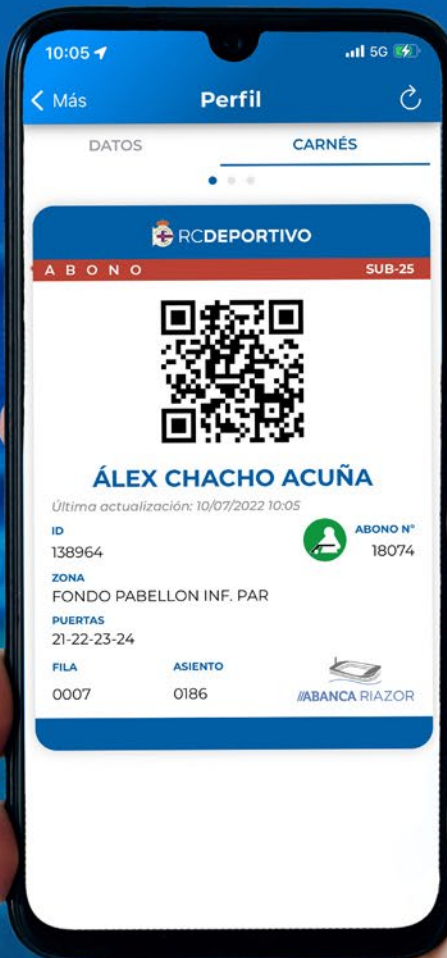 10:05
5G
Más
Perfil
DATOS
CARNÉS
RCDEPORTIVO
ABONO
SUB-25
ÁLEX CHACHO ACUÑA
Última actualización: 10/07/2022 10:05
ID
ABONO Nº
138964
18074
ZONA
FONDO PABELLON INF. PAR
PUERTAS
21-22-23-24
FILA
ASIENTO
0007
0186
//ABANCA RIAZOR